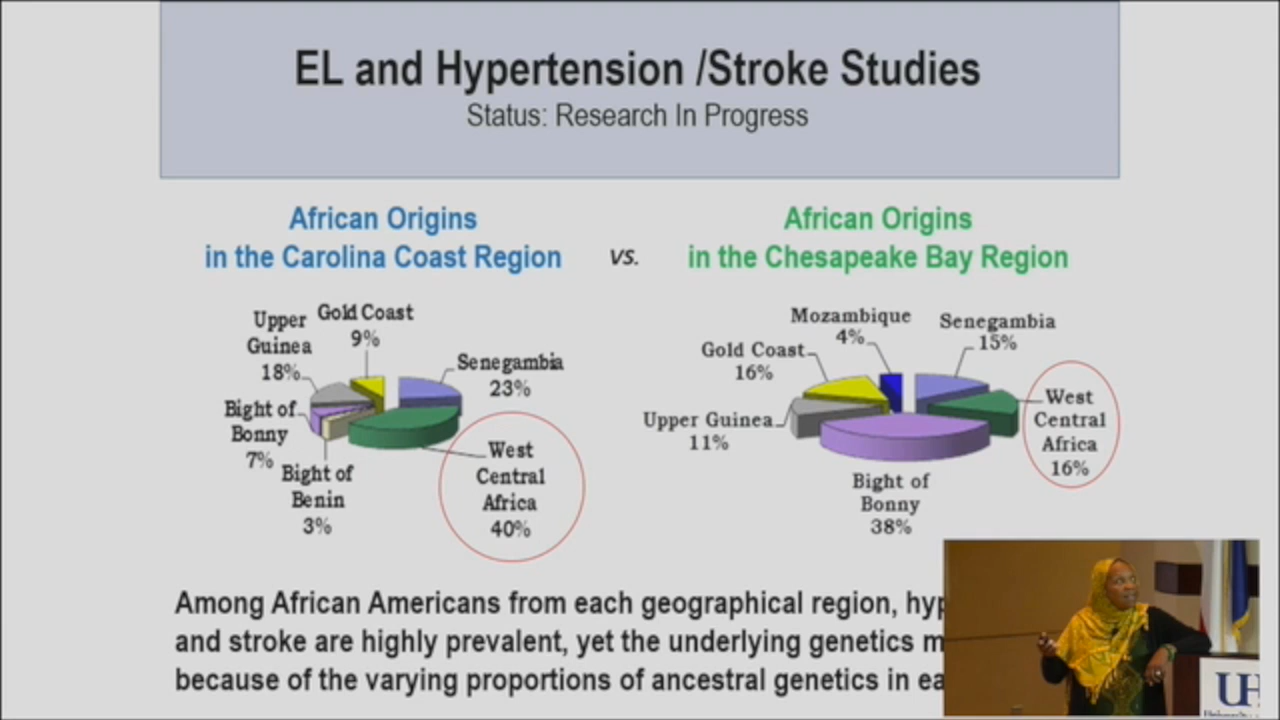 EL and Hypertension /Stroke Studies
Status: Research In Progress
African Origins
in the Carolina Coast Region
vs.
African Origins
in the Chesapeake Bay Region
Upper
Guinea
18%
Gold Coast
9%
Senegambia
23%
Bight of
Bonny
7%
Bight of
Benin
3%
West
Central
Africa
40%
Mozambique
4%
Senegambia
15%
Gold Coast
16%
Upper Guinea
11%
West
Central
Africa
16%
Bight of
Bonny
38%
Among African Americans from each geographical region,
and stroke are highly prevalent, yet the underlying genetics
because of the varying proportions of ancestral genetics in
UH